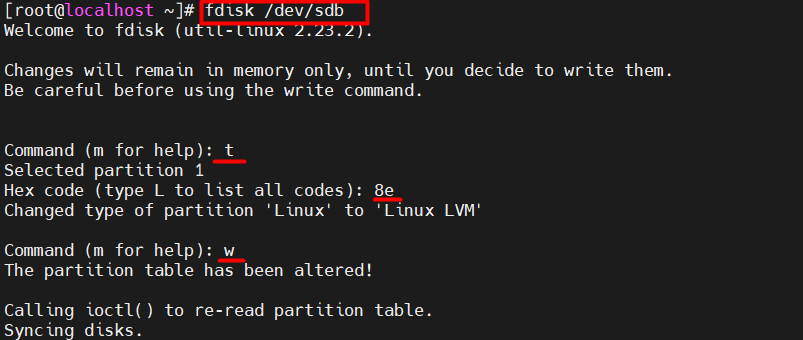 [root@localhost ~]# fdisk /dev/sdb
Welcome to fdisk (util-linux 2.23.2).
Changes will remain in memory only, until you decide to write them.
Be careful before using the write command.
Command (m for help): t
Selected partition 1
Hex code (type L to list all codes): 8e
Changed type of partition 'Linux' to 'Linux LVM'
Command (m for help): w
The partition table has been altered!
Calling ioctl() to re-read partition table.
Syncing disks.